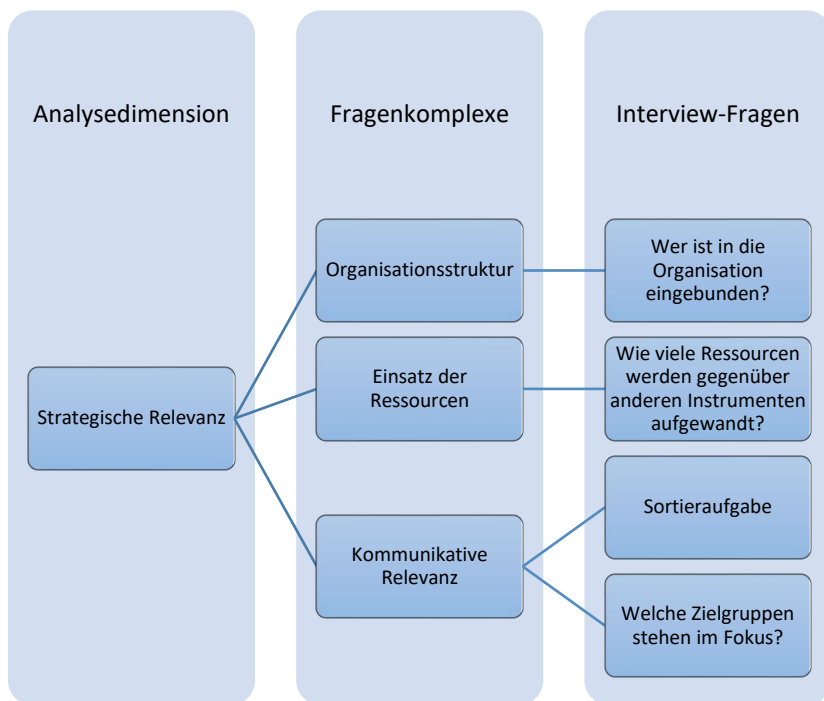 Analysedimension
Fragenkomplexe
Interview-Fragen
Strategische Relevanz
Organisationsstruktur
Wer ist in die
Organisation
eingebunden?
Einsatz der
Ressourcen
Wie viele Ressourcen
werden gegenüber
anderen Instrumenten
aufgewandt?
Kommunikative
Relevanz
Sortieraufgabe
Welche Zielgruppen
stehen im Fokus?